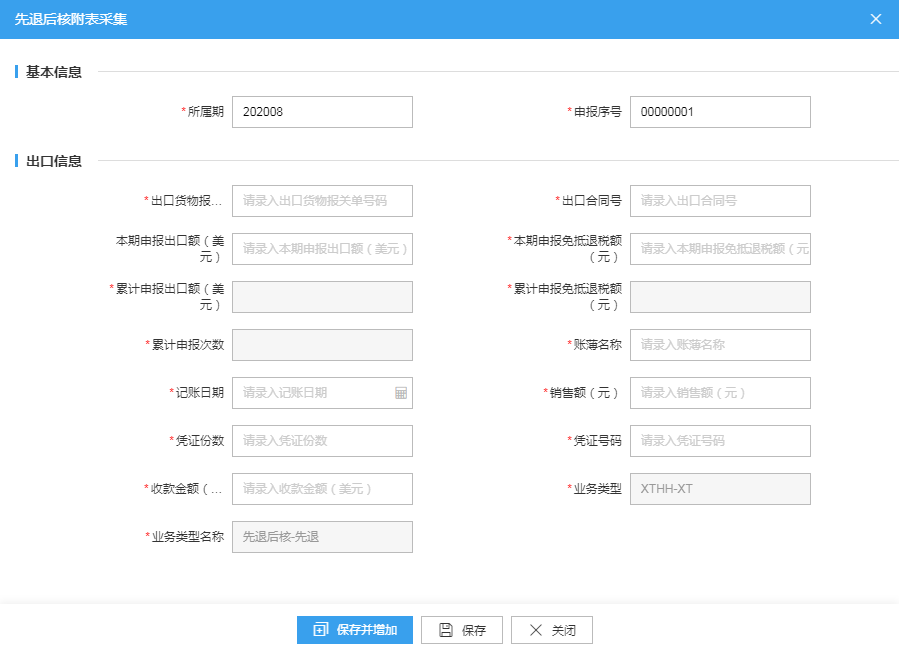 先退后核附表采集
基本信息
*所属期 202008 *申报序号 00000001
出口信息
*出口货物报... 请录入出口货物报关单号码 *出口合同号 请录入出口合同号
本期申报出口额（美元） 请录入本期申报出口额（美元） *本期申报免抵退税额（元） 请录入本期申报免抵退税额（元
*累计申报出口额（美元） *累计申报免抵退税额（元）
*累计申报次数 *账薄名称 请录入账薄名称
*记账日期 请录入记账日期 *销售额（元） 请录入销售额（元）
*凭证份数 请录入凭证份数 *凭证号码 请录入凭证号码
*收款金额（... 请录入收款金额（美元） *业务类型 XTHH-XT
*业务类型名称 先退后核-先退
保存并增加 保存 关闭